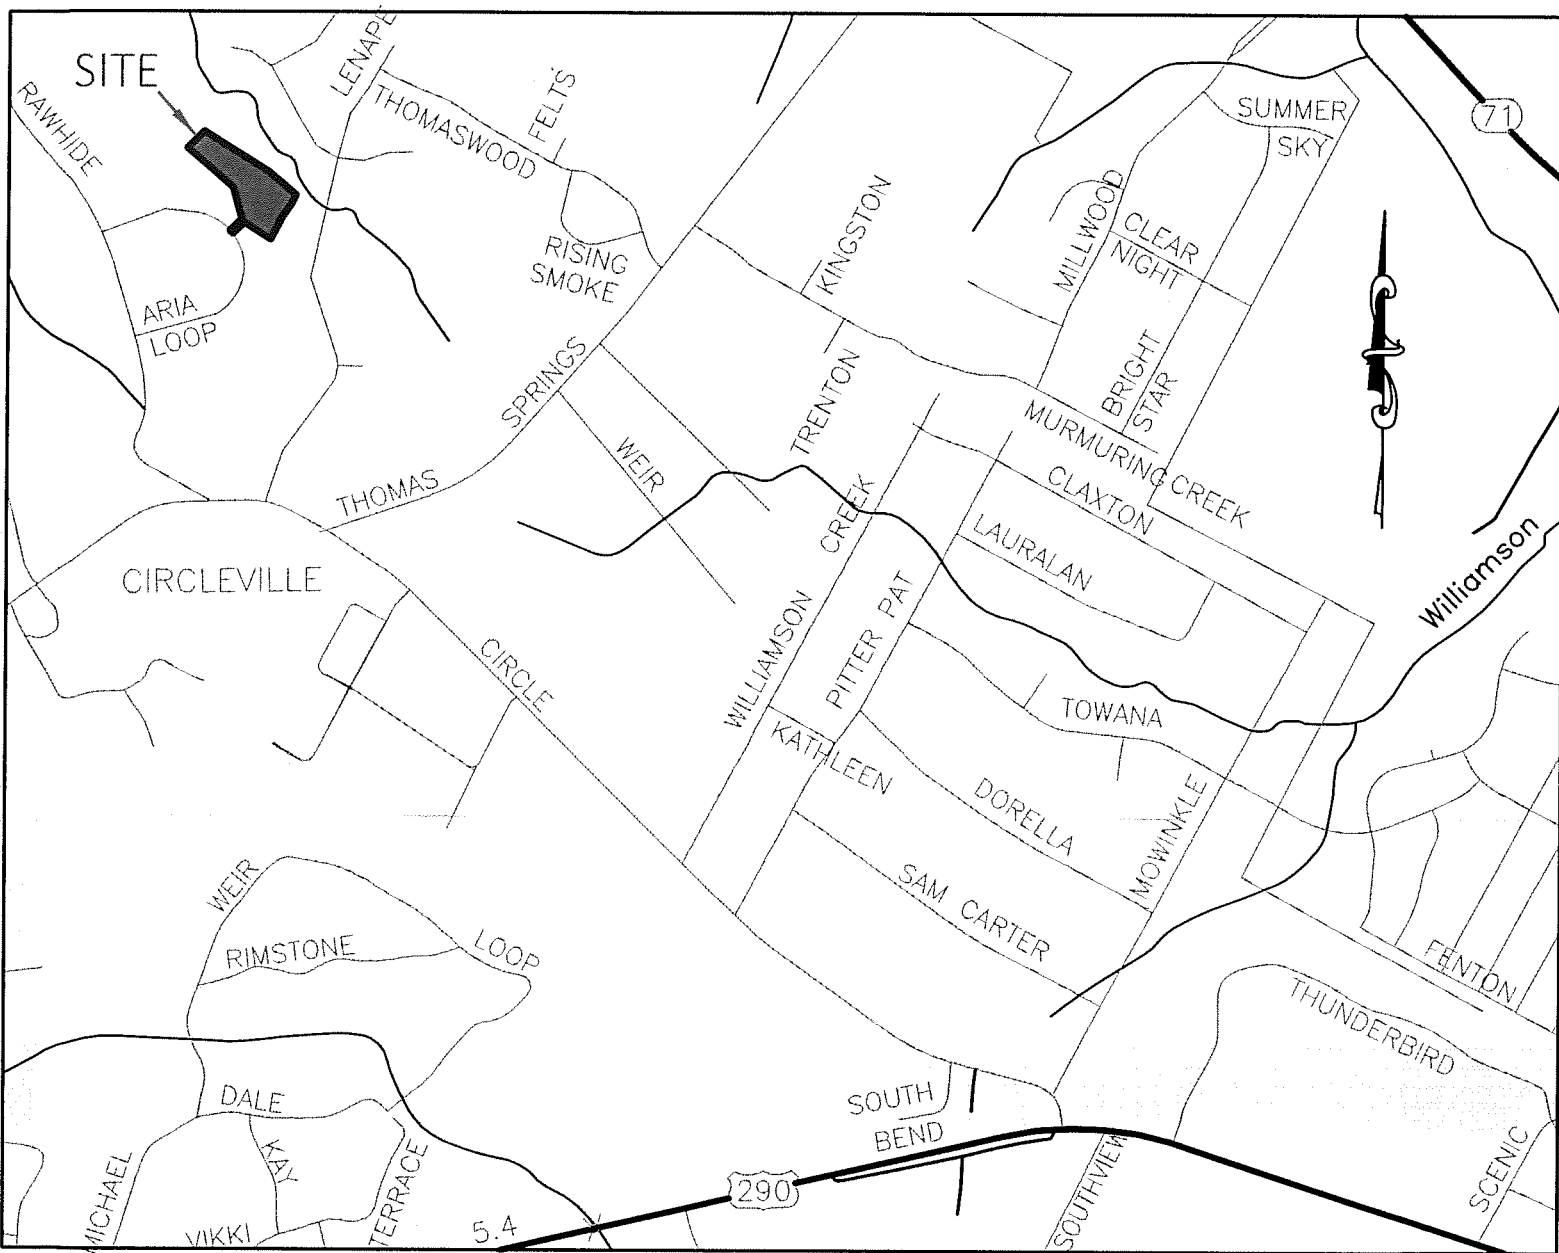 SITE
RAWHIDE
LENAPE
THOMASWOOD
FELTS
RISING
SMOKE
ARIA
LOOP
KINGSTON
MILLWOOD
SUMMER
SKY
71
CLEAR
NIGHT
BRIGHT
STAR
SPRINGS
THOMAS
WEIR
TRENTON
MURMURING CREEK
CLAXTON
LAURALAN
WILLIAMSON CREEK
PITTER PAT
Williamson
CIRCLEVILLE
CIRCLE
KATHLEEN
TOWANA
DORELLA
MOWINKLE
SAM CARTER
WEIR
LOOP
RIMSTONE
FENTON
THUNDERBIRD
DALE
KAY
MICHAEL
VIKKI
TERRACE
5.4
SOUTH
BEND
290
SOUTHVIEW
SCENIC